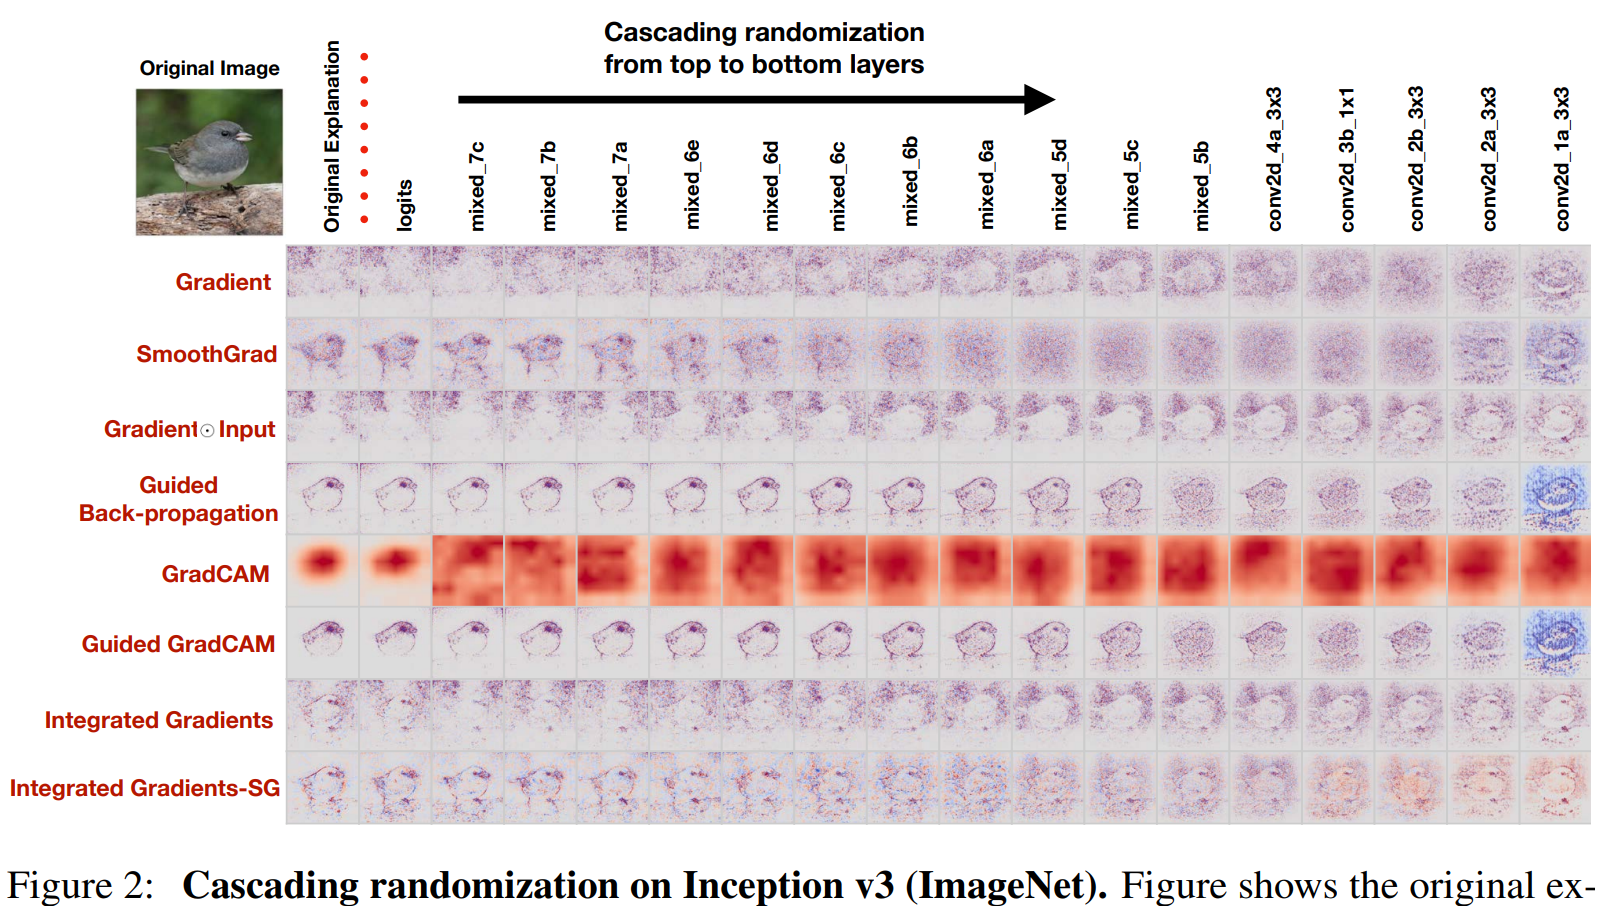 Cascading randomization
from top to bottom layers
Original Image
Original Explanation
logits
mixed_7c
mixed_7b
mixed_7a
mixed_6e
mixed_6d
mixed_6c
mixed_6b
mixed_6a
mixed_5d
mixed_5c
mixed_5b
conv2d_4a_3x3
conv2d_3b_1x1
conv2d_2b_3x3
conv2d_2a_3x3
conv2d_1a_3x3
Gradient
SmoothGrad
Gradient⊙Input
Guided
Back-propagation
GradCAM
Guided GradCAM
Integrated Gradients
Integrated Gradients-SG
Figure 2: Cascading randomization on Inception v3 (ImageNet). Figure shows the original ex-